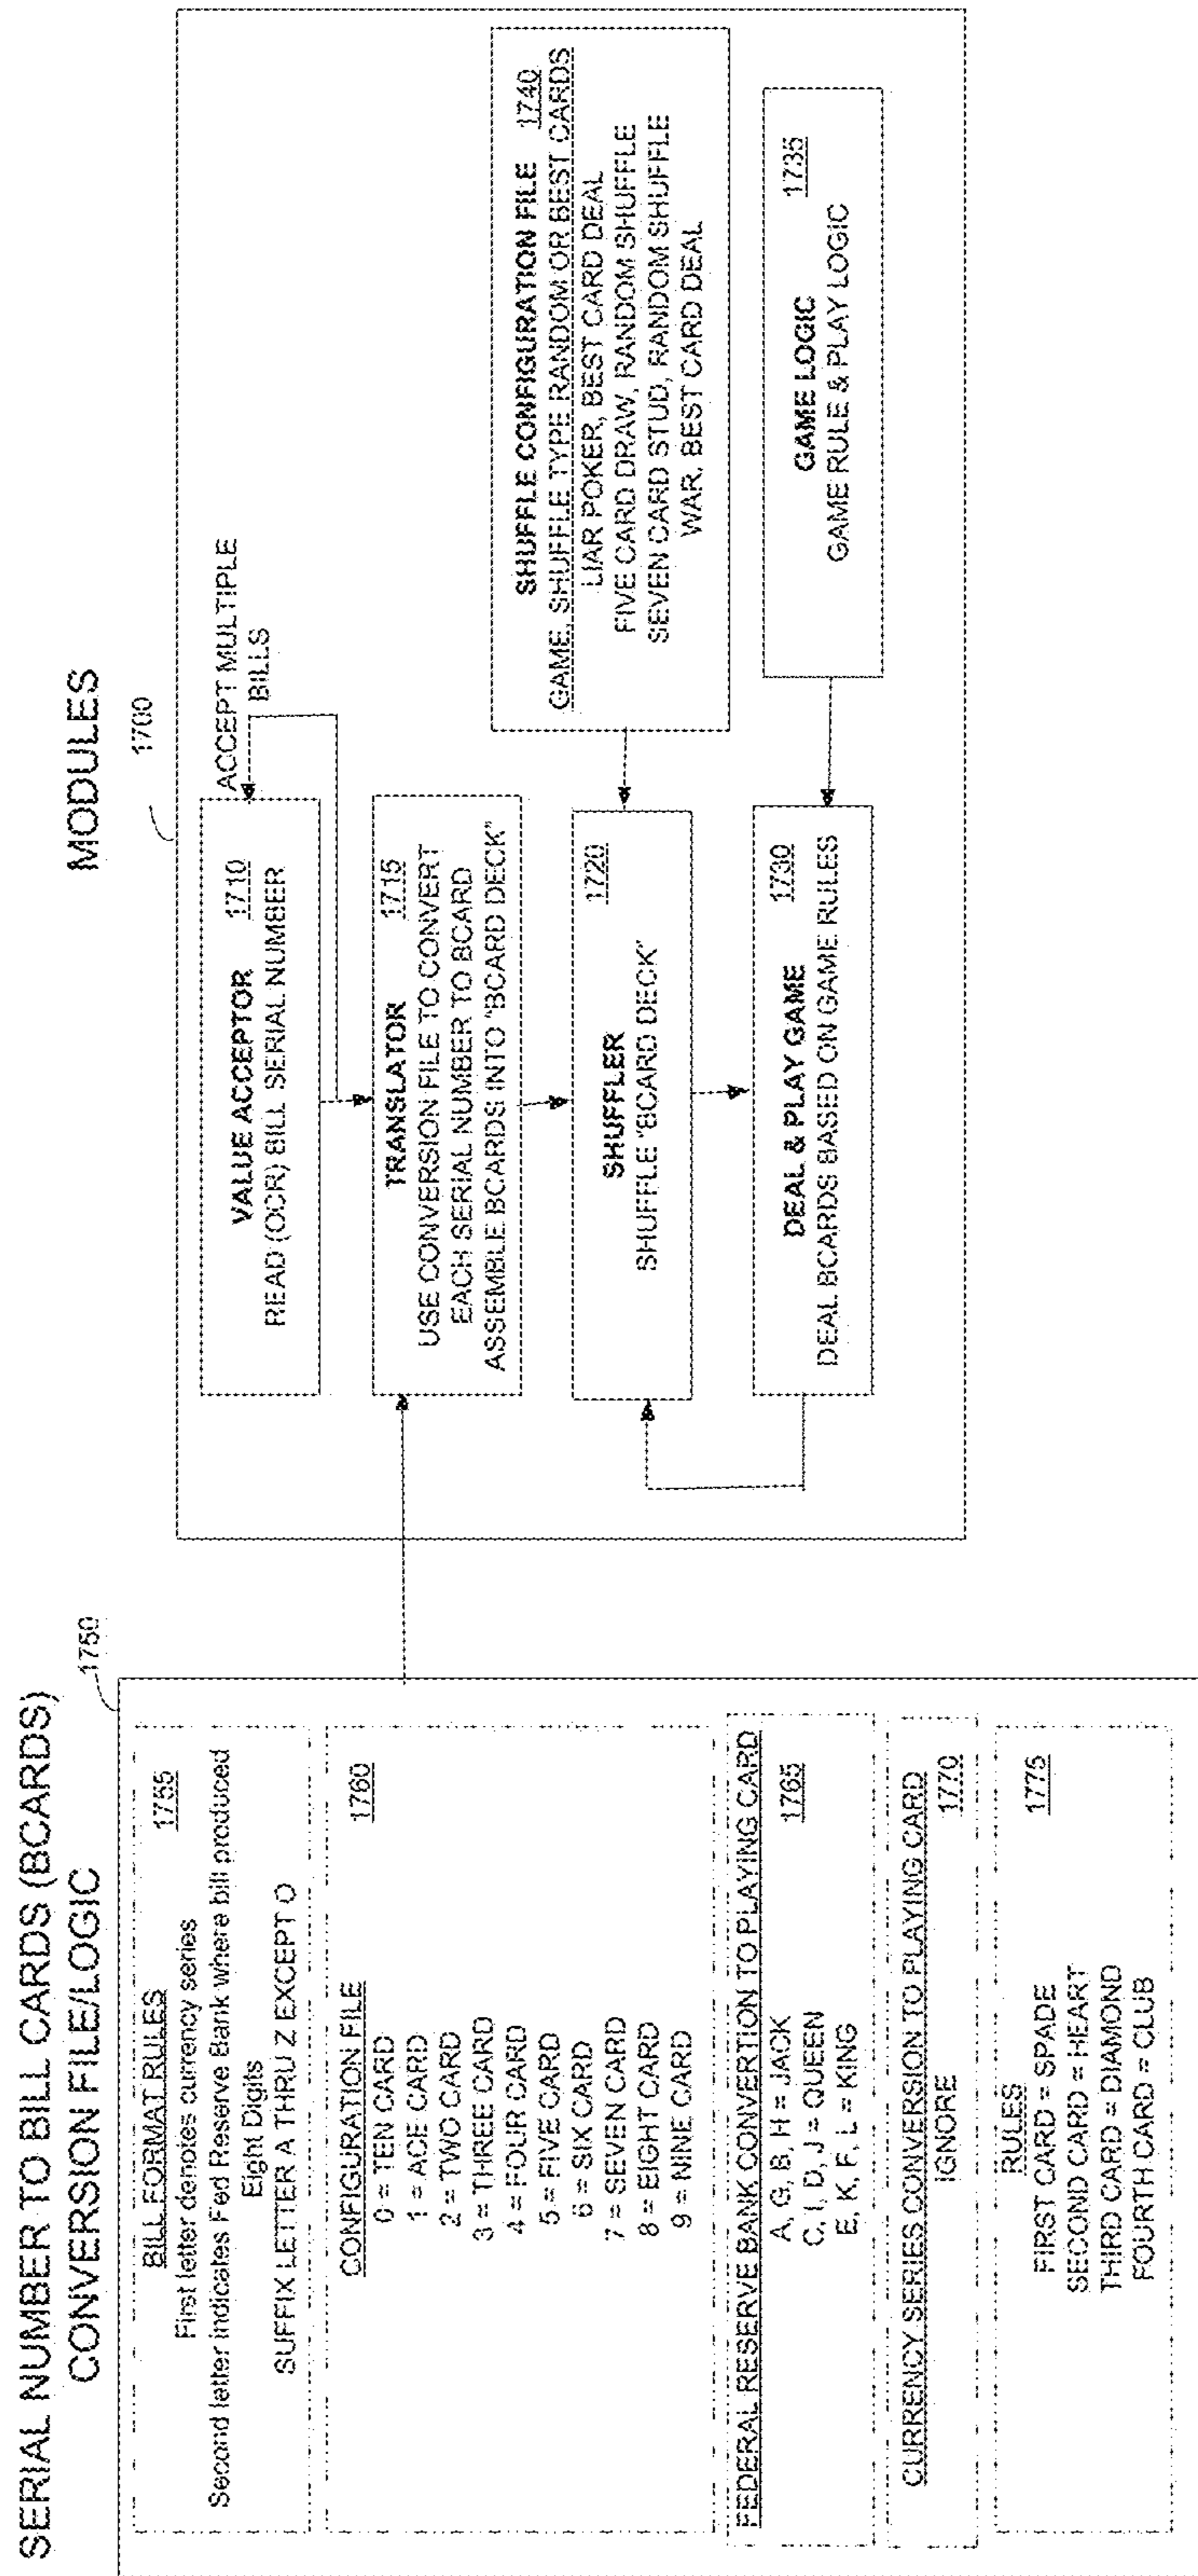 SERIAL NUMBER TO BILL CARDS (BCARDS)
CONVERSION FILE/LOGIC
1750
BILL FORMAT RULES
1755
First letter denotes currency series
Second letter indicates Fed Reserve Bank where bill produced
Eight Digits
SUFFIX LETTER A THRU Z EXCEPT O
CONFIGURATION FILE
1760
0 = TEN CARD
1 = ACE CARD
2 = TWO CARD
3 = THREE CARD
4 = FOUR CARD
5 = FIVE CARD
6 = SIX CARD
7 = SEVEN CARD
8 = EIGHT CARD
9 = NINE CARD
FEDERAL RESERVE BANK CONVERTION TO PLAYING CARD
A, G, B, H = JACK
1765
C, I, D, J = QUEEN
E, K, F, L = KING
CURRENCY SERIES CONVERSION TO PLAYING CARD
IGNORE
1770
RULES
FIRST CARD = SPADE
1775
SECOND CARD = HEART
THIRD CARD = DIAMOND
FOURTH CARD = CLUB
MODULES
1700
ACCEPT MULTIPLE
BILLS
VALUE ACCEPTOR 1710
READ (OCR) BILL SERIAL NUMBER
TRANSLATOR 1715
USE CONVERSION FILE TO CONVERT
EACH SERIAL NUMBER TO BCARD
ASSEMBLE BCARDS INTO "BCARD DECK"
SHUFFLER 1720
SHUFFLE "BCARD DECK"
DEAL & PLAY GAME 1730
DEAL BCARDS BASED ON GAME RULES
SHUFFLE CONFIGURATION FILE 1740
GAME, SHUFFLE TYPE RANDOM OR BEST CARDS
LIAR POKER, BEST CARD DEAL
FIVE CARD DRAW, RANDOM SHUFFLE
SEVEN CARD STUD, RANDOM SHUFFLE
WAR, BEST CARD DEAL
GAME LOGIC 1735
GAME RULE & PLAY LOGIC